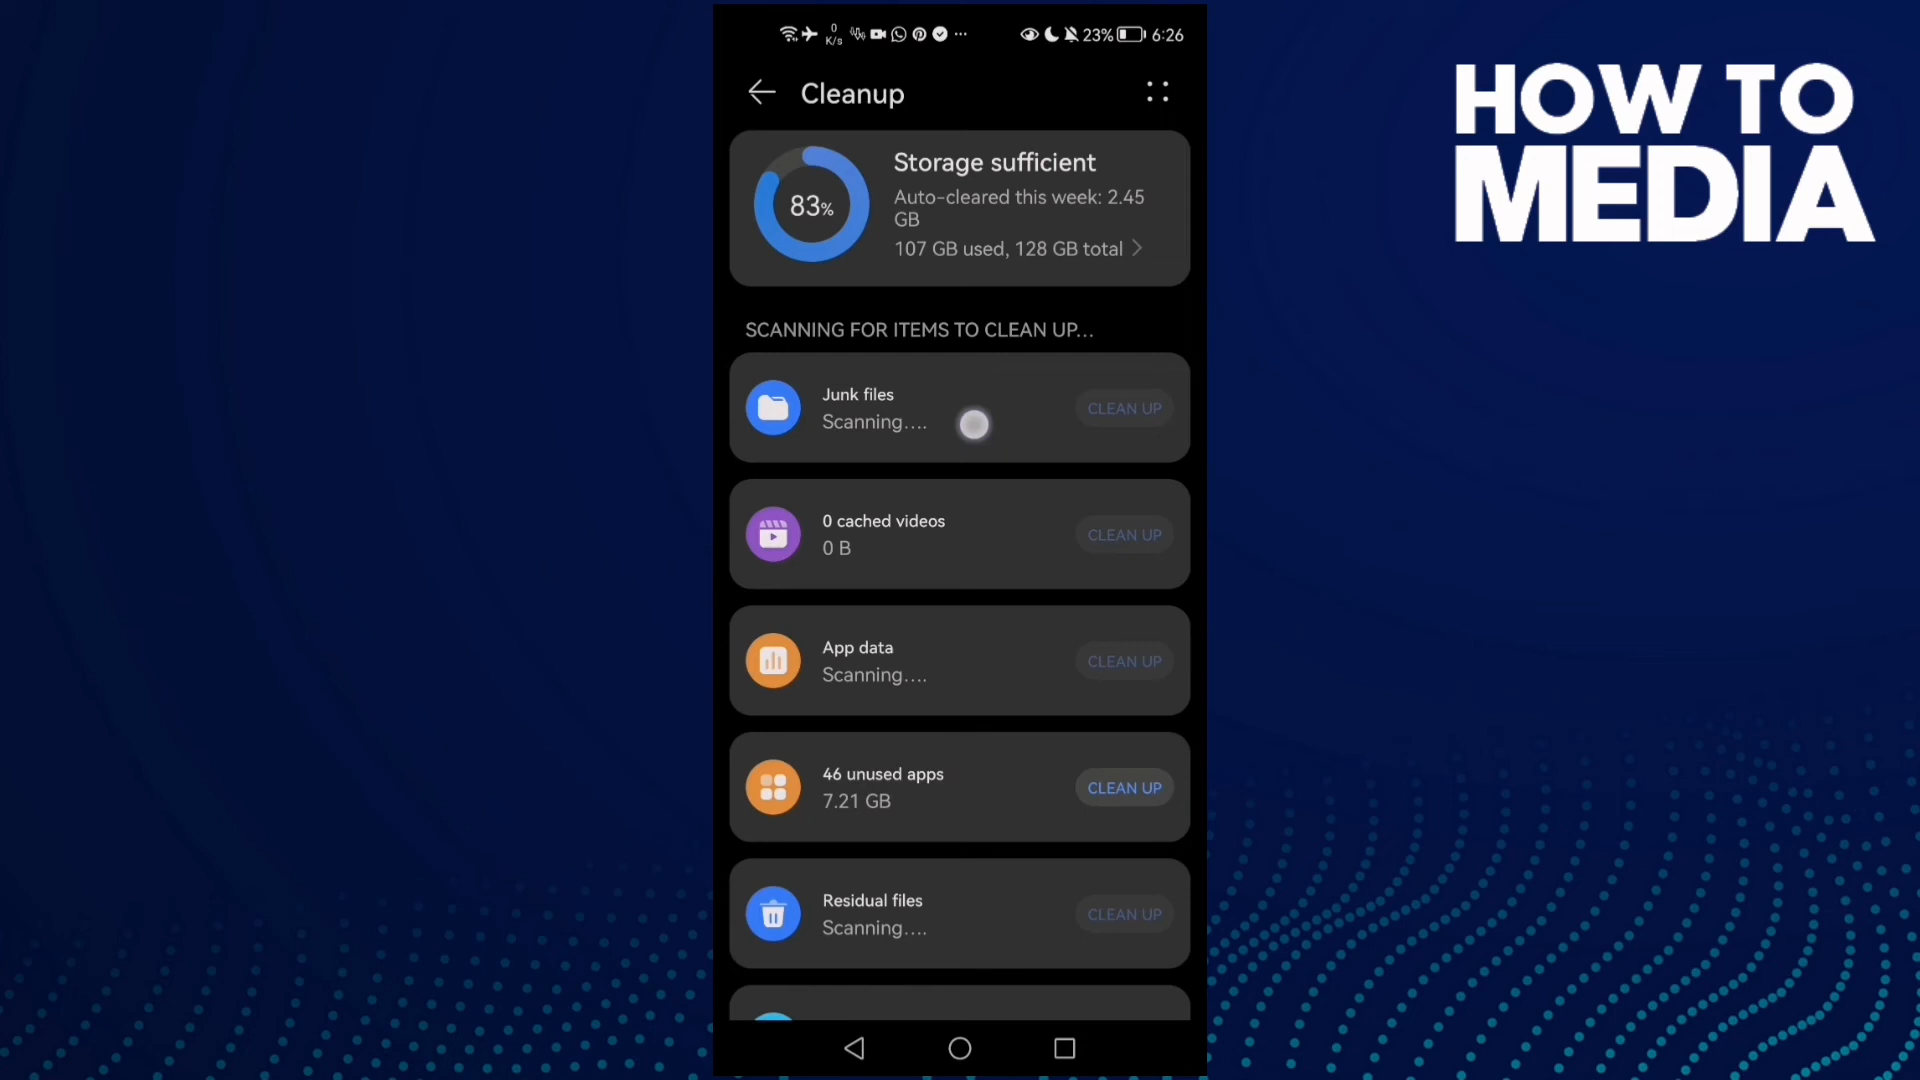 0
K/s
23%
6:26
Cleanup
HOW TO
MEDIA
83%
Storage sufficient
Auto-cleared this week: 2.45
GB
107 GB used, 128 GB total
SCANNING FOR ITEMS TO CLEAN UP...
Junk files
Scanning....
CLEAN UP
0 cached videos
0 B
CLEAN UP
App data
Scanning....
CLEAN UP
46 unused apps
7.21 GB
CLEAN UP
Residual files
Scanning....
CLEAN UP